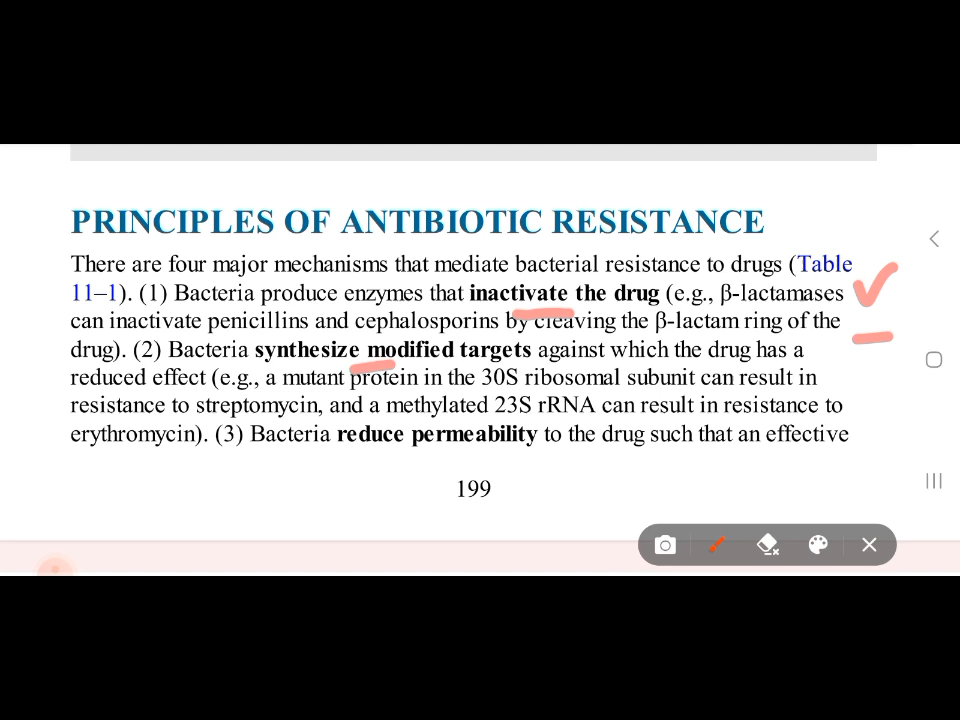 PRINCIPLES OF ANTIBIOTIC RESISTANCE
There are four major mechanisms that mediate bacterial resistance to drugs (Table
11–1). (1) Bacteria produce enzymes that inactivate the drug (e.g., β-lactamases
can inactivate penicillins and cephalosporins by cleaving the β-lactam ring of the
drug). (2) Bacteria synthesize modified targets against which the drug has a
reduced effect (e.g., a mutant protein in the 30S ribosomal subunit can result in
resistance to streptomycin, and a methylated 23S rRNA can result in resistance to
erythromycin). (3) Bacteria reduce permeability to the drug such that an effective
199